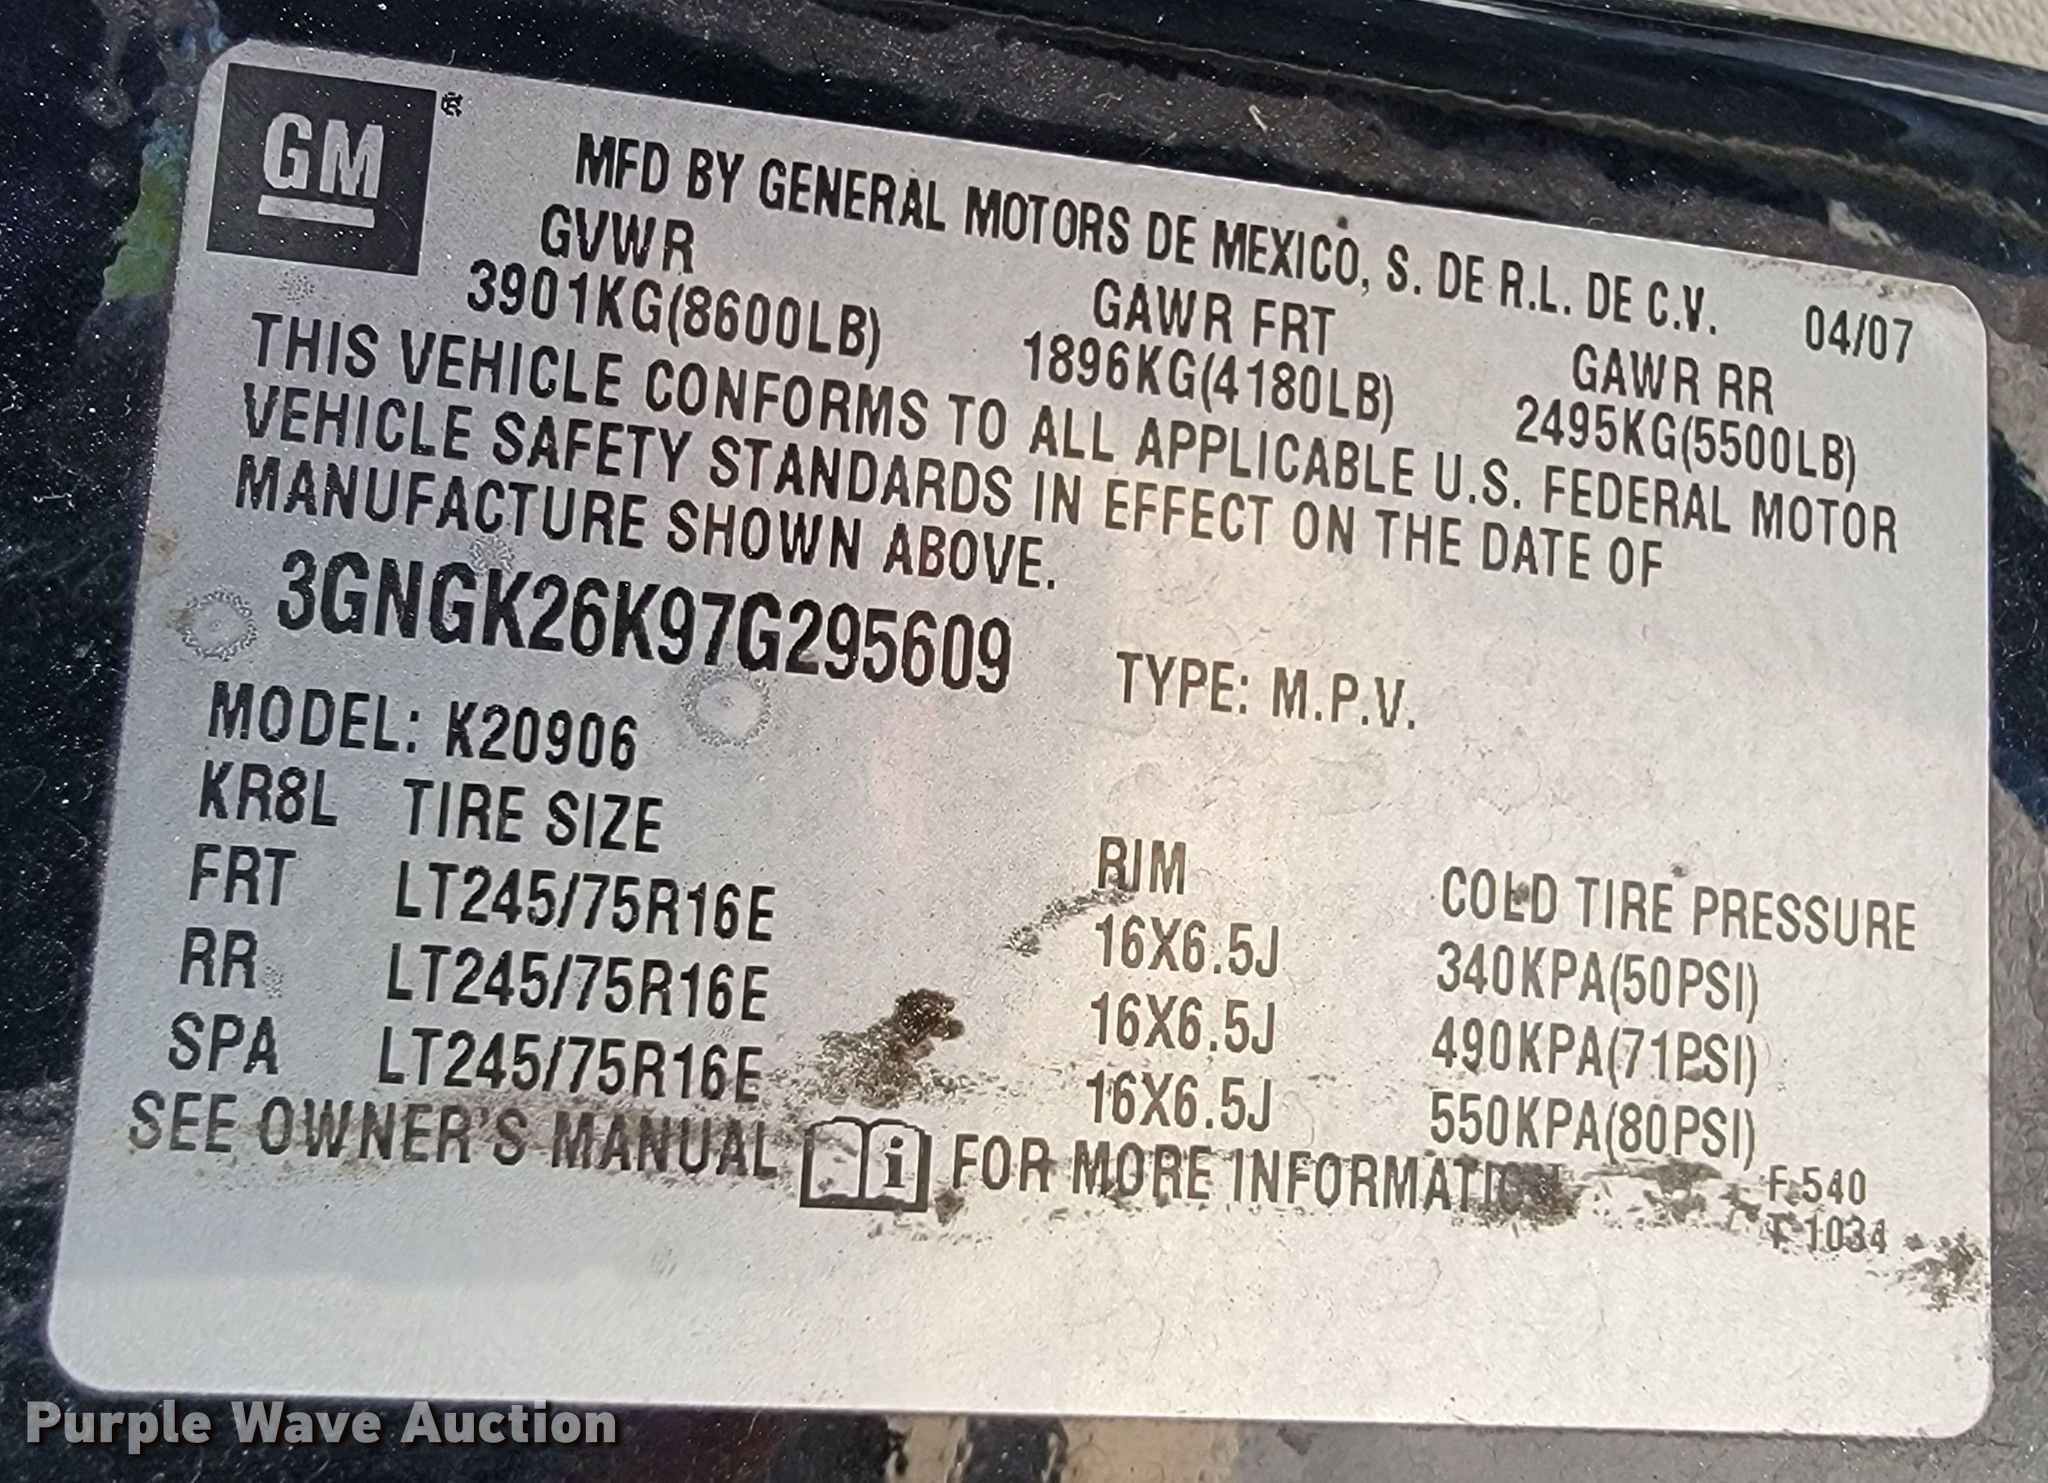 GM
MFD BY GENERAL MOTORS DE MEXICO, S. DE R.L. DE C.V. 04/07
GVWR GAWR FRT GAWR RR
3901KG(8600LB) 1896KG(4180LB) 2495KG(5500LB)
THIS VEHICLE CONFORMS TO ALL APPLICABLE U.S. FEDERAL MOTOR
VEHICLE SAFETY STANDARDS IN EFFECT ON THE DATE OF
MANUFACTURE SHOWN ABOVE.
3GNGK26K97G295609 TYPE: M.P.V.
MODEL: K20906
KR8L TIRE SIZE RIM COLD TIRE PRESSURE
FRT LT245/75R16E 16X6.5J 340KPA(50PSI)
RR LT245/75R16E 16X6.5J 490KPA(71PSI)
SPA LT245/75R16E 16X6.5J 550KPA(80PSI)
SEE OWNER'S MANUAL i FOR MORE INFORMATION
F 540
T 1034
Purple Wave Auction